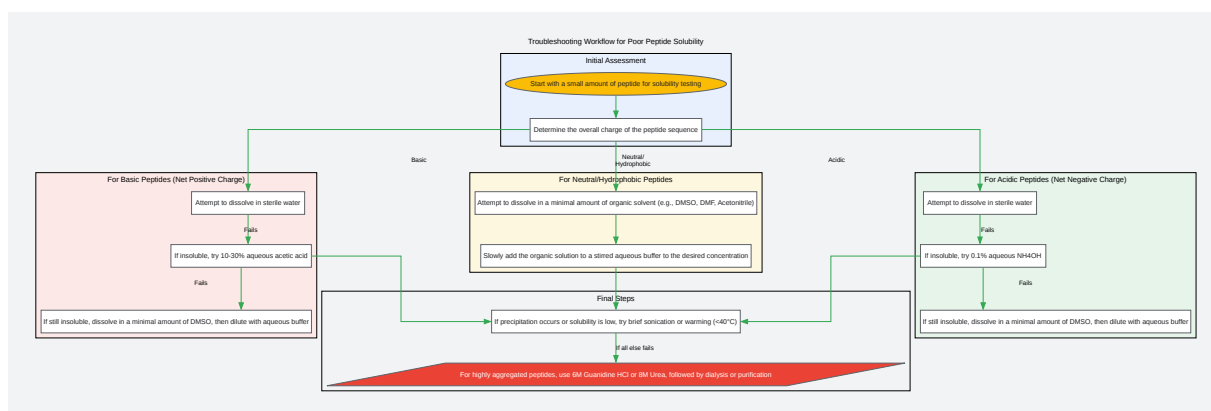 Troubleshooting Workflow for Poor Peptide Solubility
Initial Assessment
Start with a small amount of peptide for solubility testing
Determine the overall charge of the peptide sequence
Basic
Neutral/
Hydrophobic
Acidic
For Basic Peptides (Net Positive Charge)
Attempt to dissolve in sterile water
Fails
If insoluble, try 10-30% aqueous acetic acid
Fails
If still insoluble, dissolve in a minimal amount of DMSO, then dilute with aqueous buffer
For Neutral/Hydrophobic Peptides
Attempt to dissolve in a minimal amount of organic solvent (e.g., DMSO, DMF, Acetonitrile)
Slowly add the organic solution to a stirred aqueous buffer to the desired concentration
For Acidic Peptides (Net Negative Charge)
Attempt to dissolve in sterile water
Fails
If insoluble, try 0.1% aqueous NH4OH
Fails
If still insoluble, dissolve in a minimal amount of DMSO, then dilute with aqueous buffer
Final Steps
If precipitation occurs or solubility is low, try brief sonication or warming (<40°C)
If all else fails
For highly aggregated peptides, use 6M Guanidine HCl or 8M Urea, followed by dialysis or purification